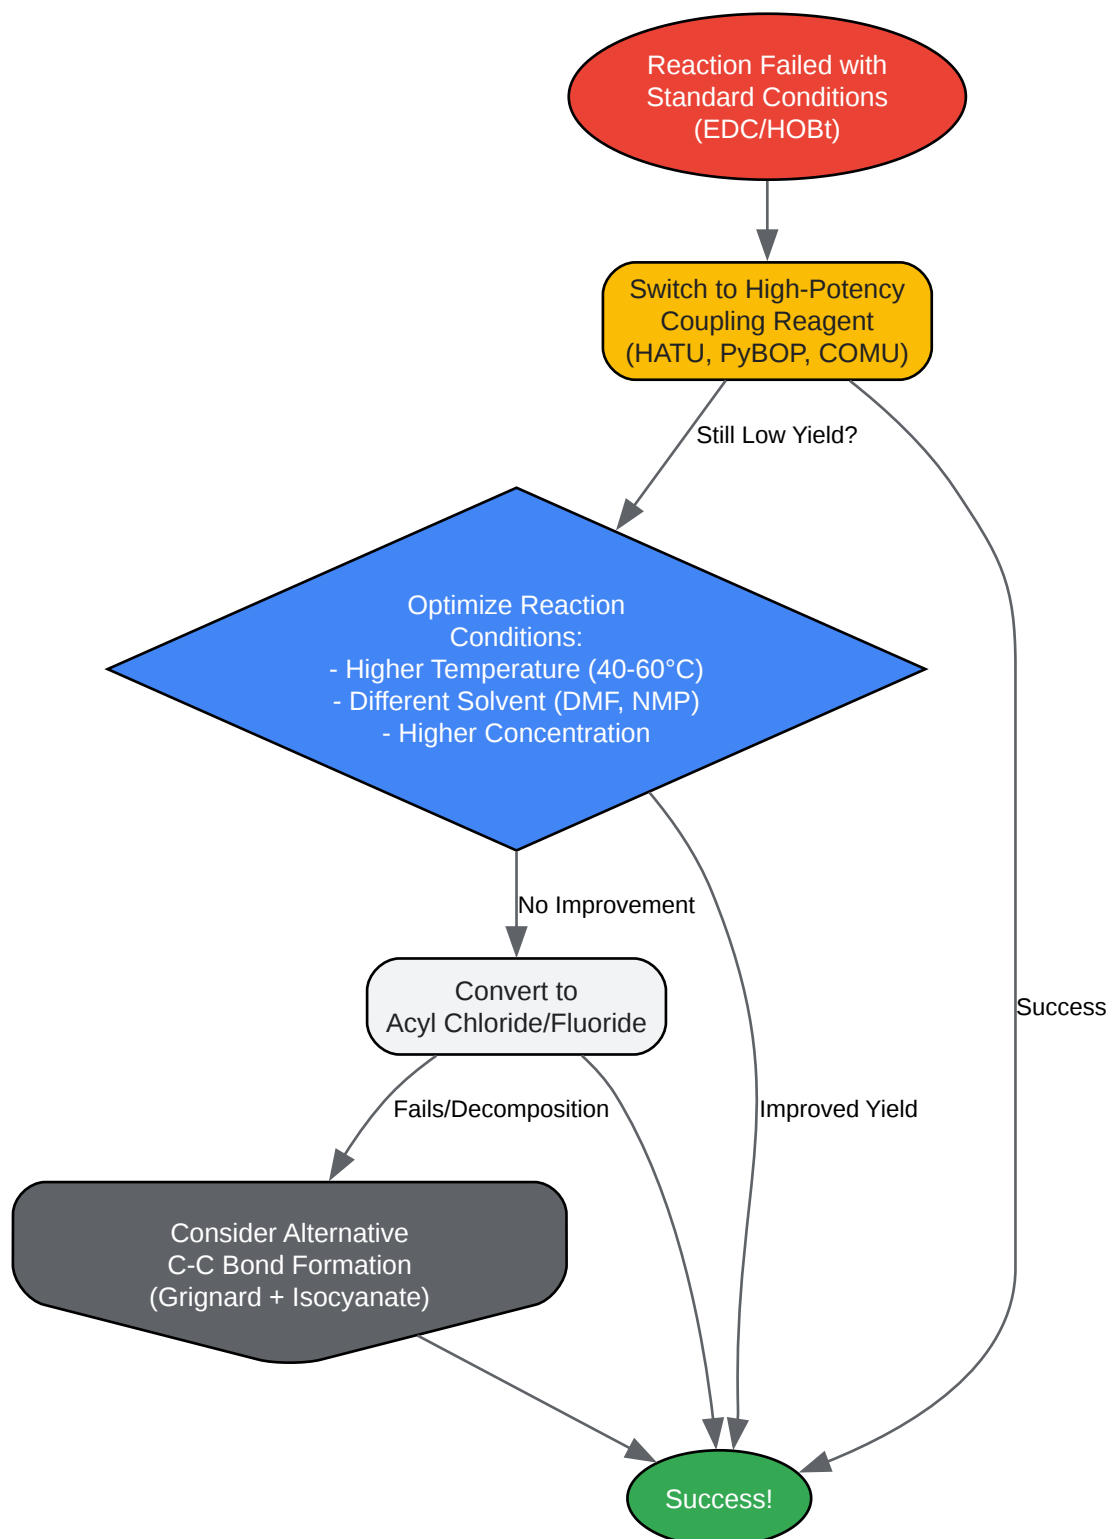 Reaction Failed with
Standard Conditions
(EDC/HOBt)
Switch to High-Potency
Coupling Reagent
(HATU, PyBOP, COMU)
Still Low Yield?
Optimize Reaction
Conditions:
- Higher Temperature (40-60°C)
- Different Solvent (DMF, NMP)
- Higher Concentration
No Improvement
Convert to
Acyl Chloride/Fluoride
Success
Fails/Decomposition
Improved Yield
Consider Alternative
C-C Bond Formation
(Grignard + Isocyanate)
Success!